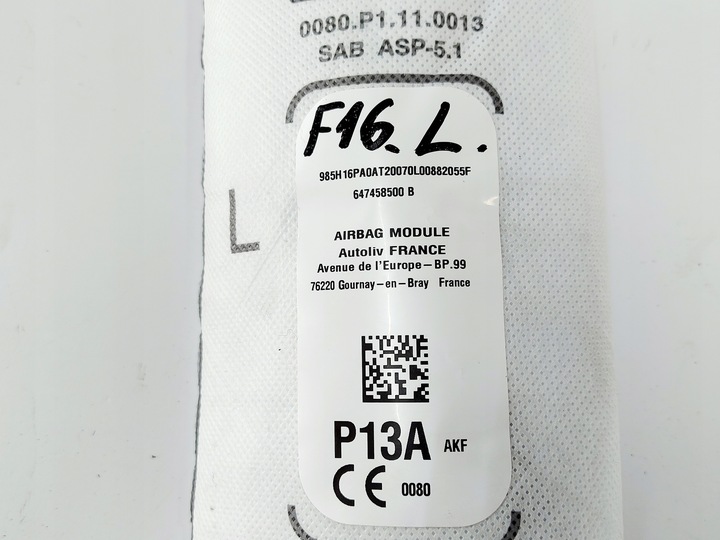 0080.P1.11.0013
SAB ASP-5.1
F16. L.
985H16PA0AT20070L00882055F
647458500 B
L
AIRBAG MODULE
Autoliv FRANCE
Avenue de l'Europe – BP.99
76220 Gournay – en – Bray France
P13A AKF
CE 0080